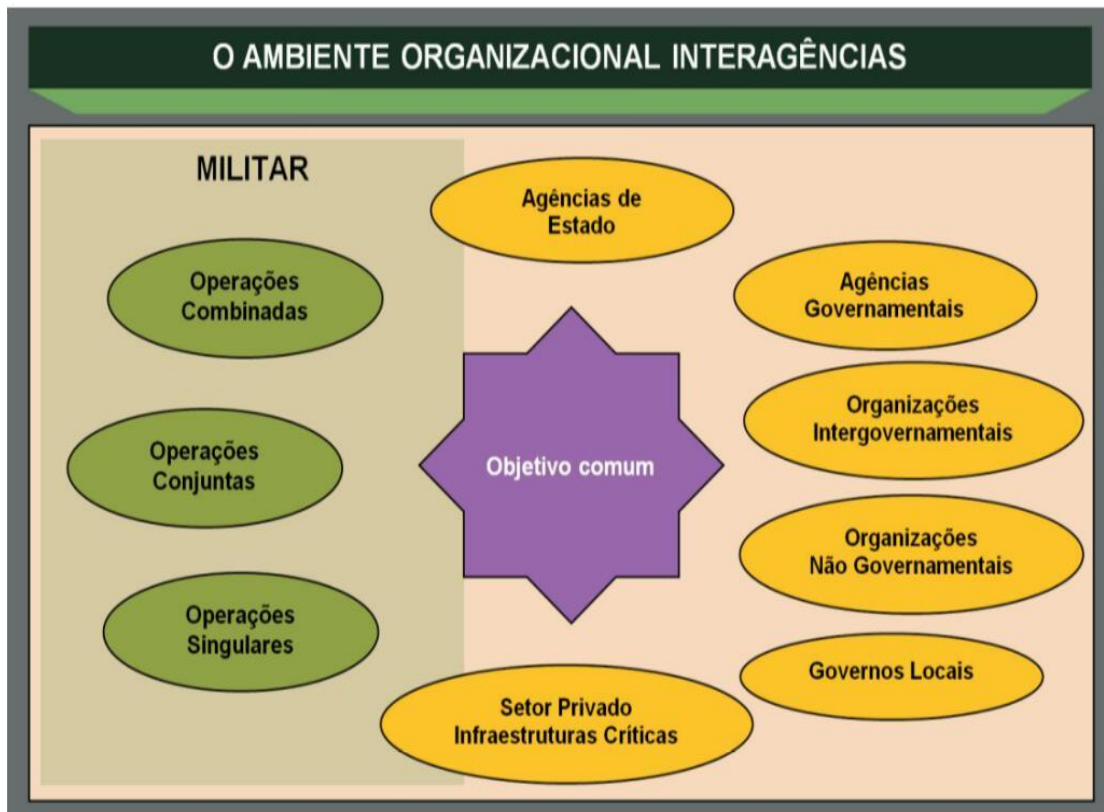 O AMBIENTE ORGANIZACIONAL INTERAGÊNCIAS
MILITAR
Agências de
Estado
Operações
Combinadas
Agências
Governamentais
Organizações
Intergovernamentais
Operações
Conjuntas
Objetivo comum
Organizações
Não Governamentais
Operações
Singulares
Governos Locais
Setor Privado
Infraestruturas Críticas